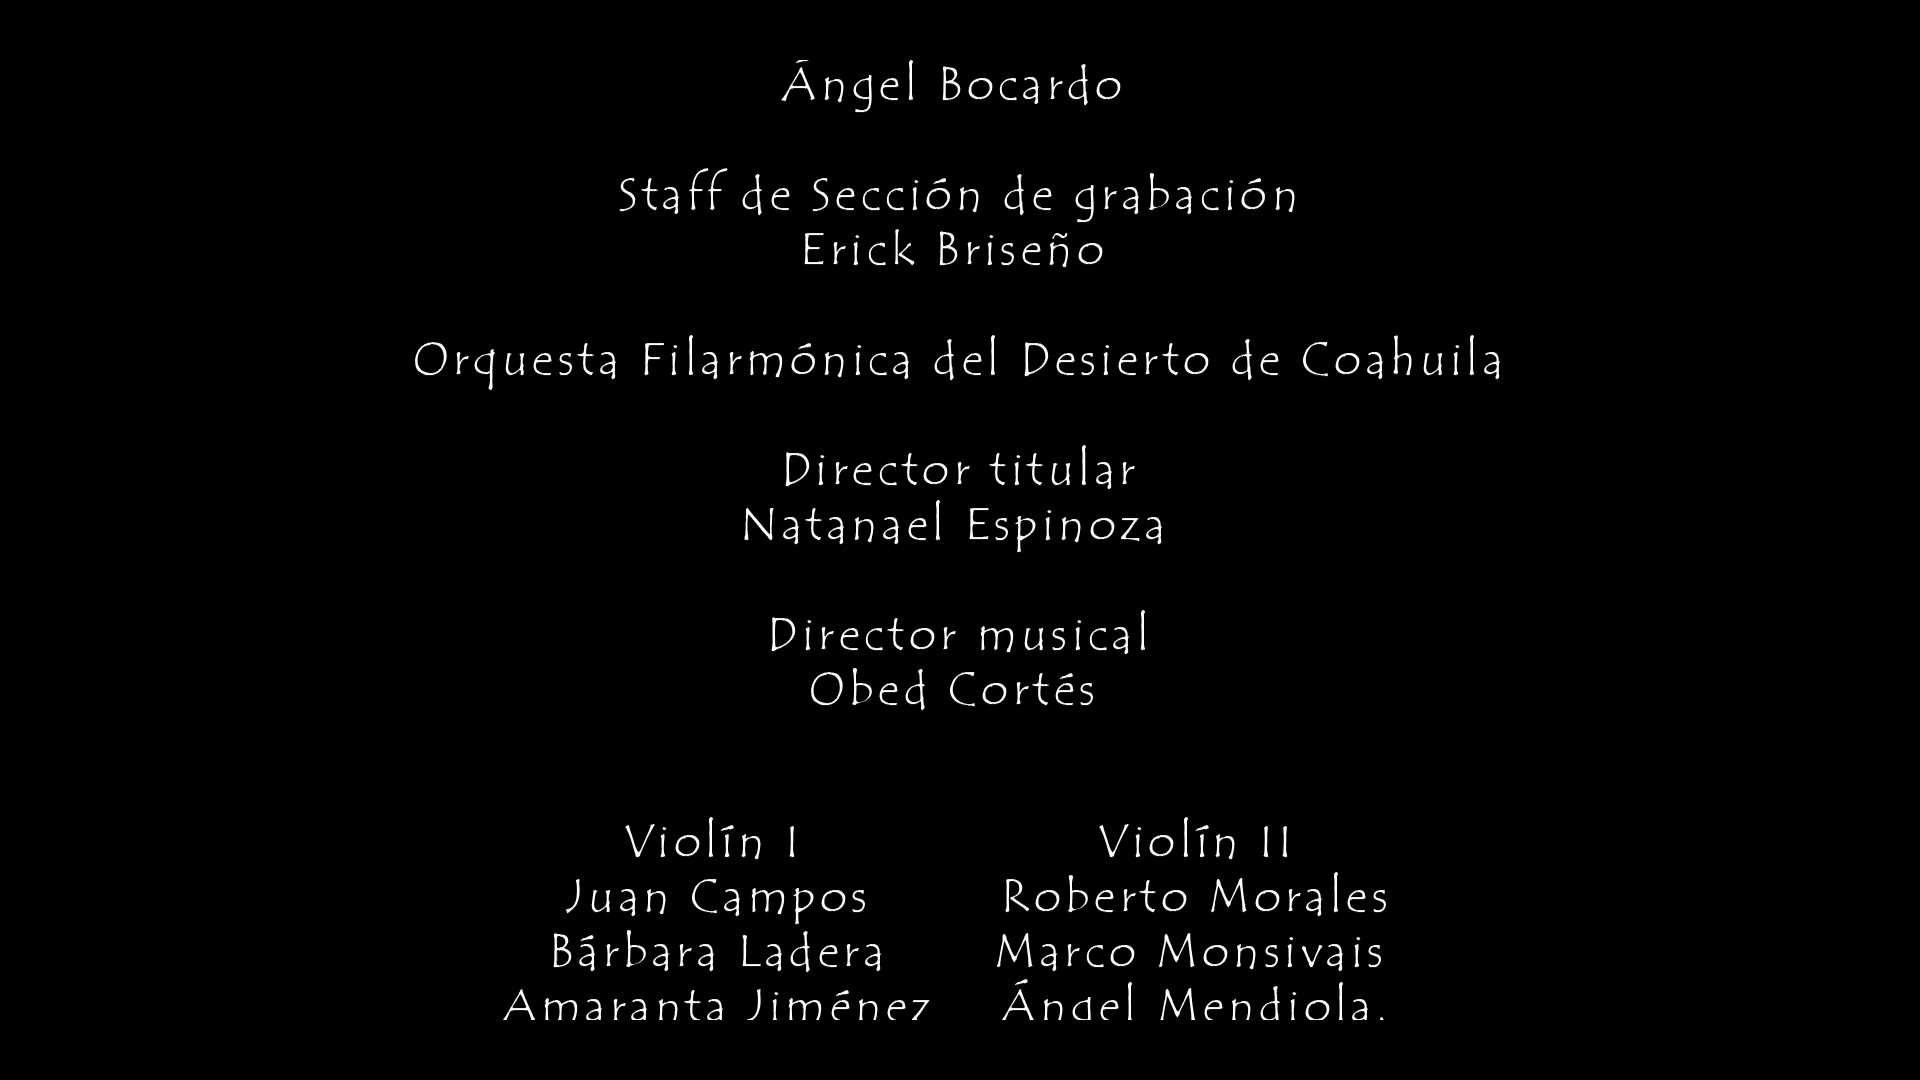 Ángel Bocardo
Staff de Sección de grabación
Erick Briseño
Orquesta Filarmónica del Desierto de Coahuila
Director titular
Natanael Espinoza
Director musical
Obed Cortés
Violín I
Juan Campos
Bárbara Ladera
Amaranta Jiménez
Violín II
Roberto Morales
Marco Monsivais
Ángel Mendiola.